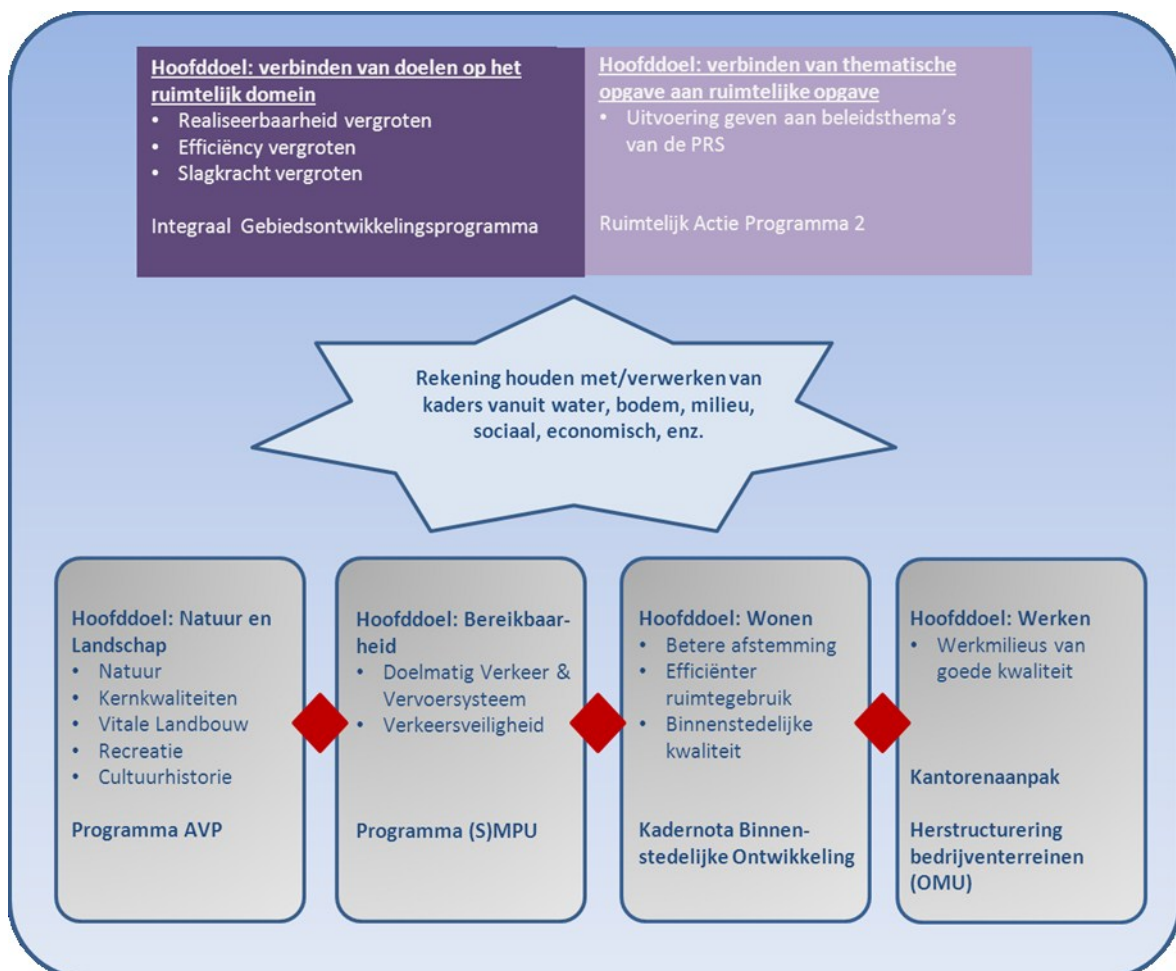 Hoofddoel: verbinden van doelen op het
ruimtelijk domein
• Realiseerbaarheid vergroten
• Efficiëncy vergroten
• Slagkracht vergroten
Integraal Gebiedsontwikkelingsprogramma
Hoofddoel: verbinden van thematische
opgave aan ruimtelijke opgave
• Uitvoering geven aan beleidsthema's
van de PRS
Ruimtelijk Actie Programma 2
Rekening houden met/verwerken van
kaders vanuit water, bodem, milieu,
sociaal, economisch, enz.
Hoofddoel: Natuur en
Landschap
• Natuur
• Kernkwaliteiten
• Vitale Landbouw
• Recreatie
• Cultuurhistorie
Programma AVP
Hoofddoel: Bereikbaar-
heid
• Doelmatig Verkeer &
Vervoersysteem
• Verkeersveiligheid
Programma (S)MPU
Hoofddoel: Wonen
• Betere afstemming
• Efficiënter
ruimtegebruik
• Binnenstedelijke
kwaliteit
Kadernota Binnen-
stedelijke Ontwikkeling
Hoofddoel: Werken
• Werkmilieus van
goede kwaliteit
Kantorenaanpak
Herstructurering
bedrijventerreinen
(OMU)